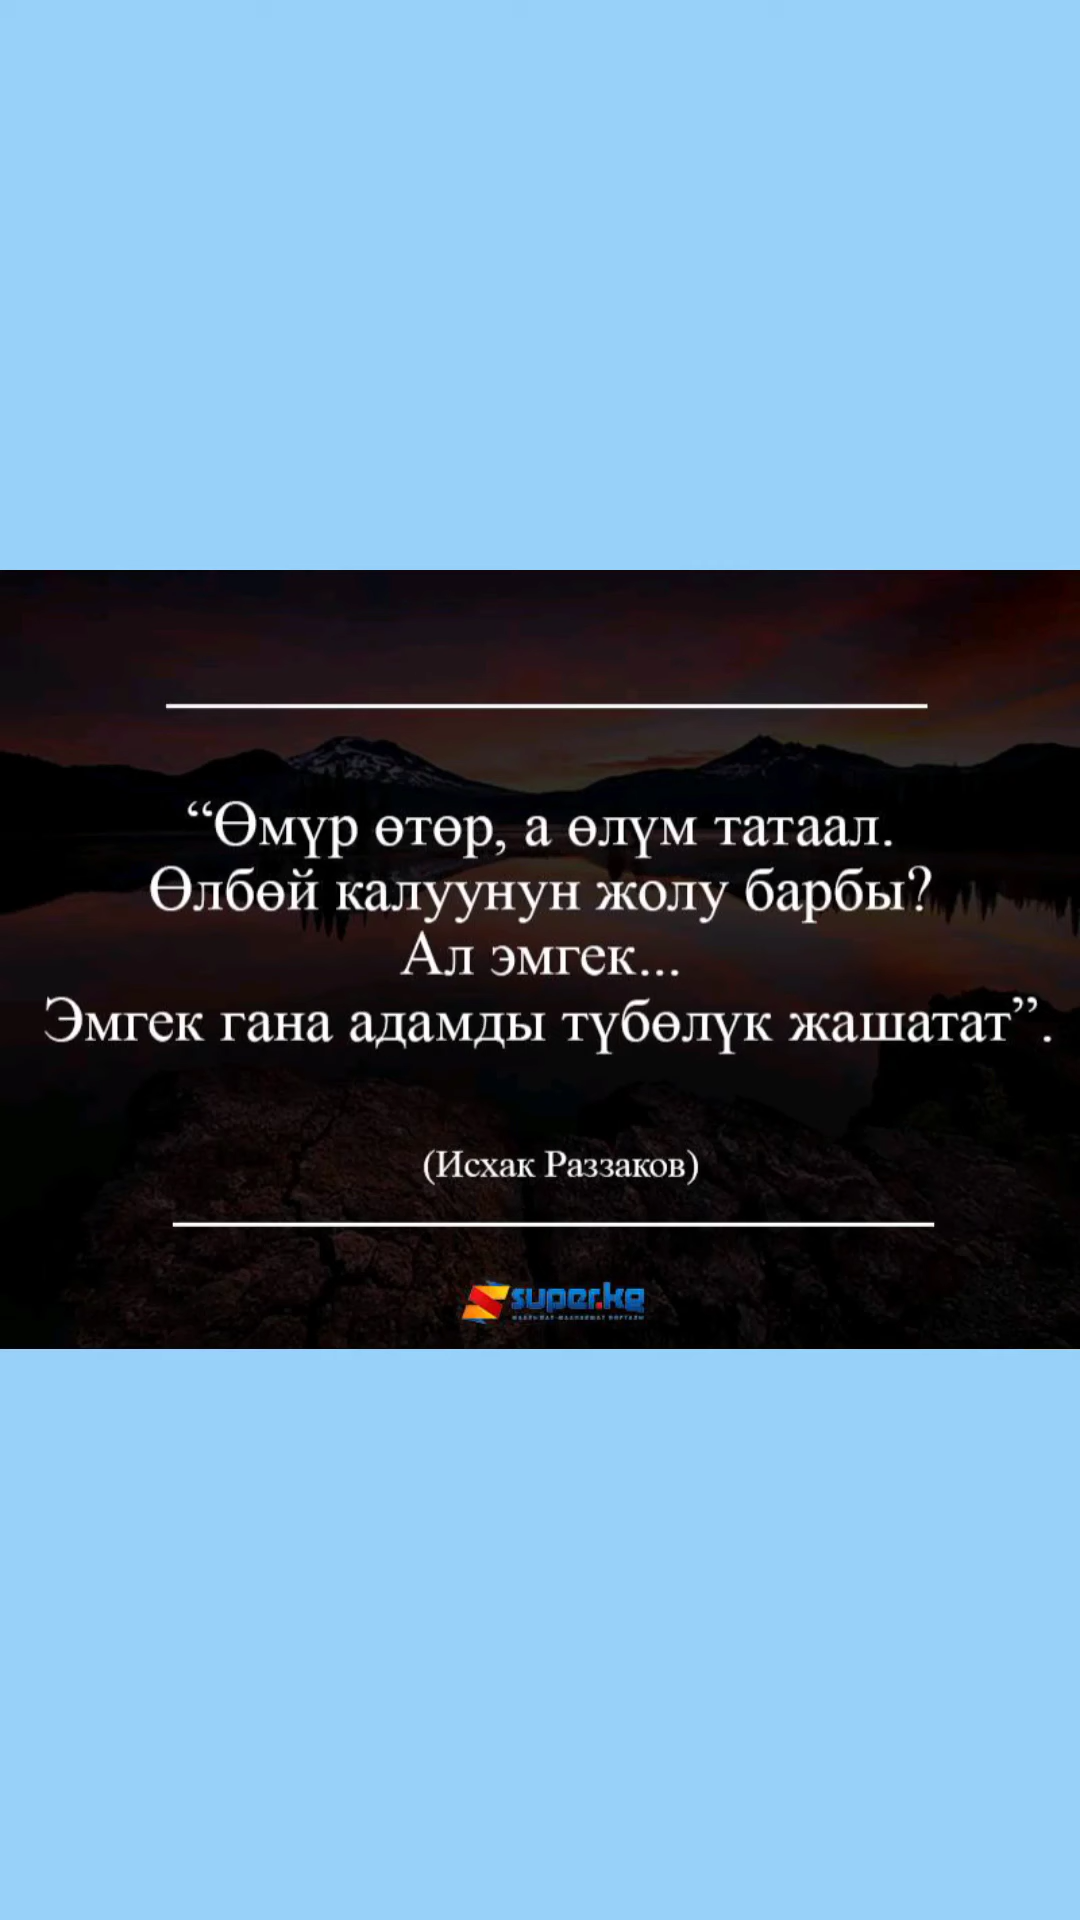 “Өмүр өтөр, а өлүм татаал.
Өлбөй калуунун жолу барбы?
Ал эмгек...
Эмгек гана адамды түбөлүк жашатат”.
(Исхак Раззаков)
super.kg